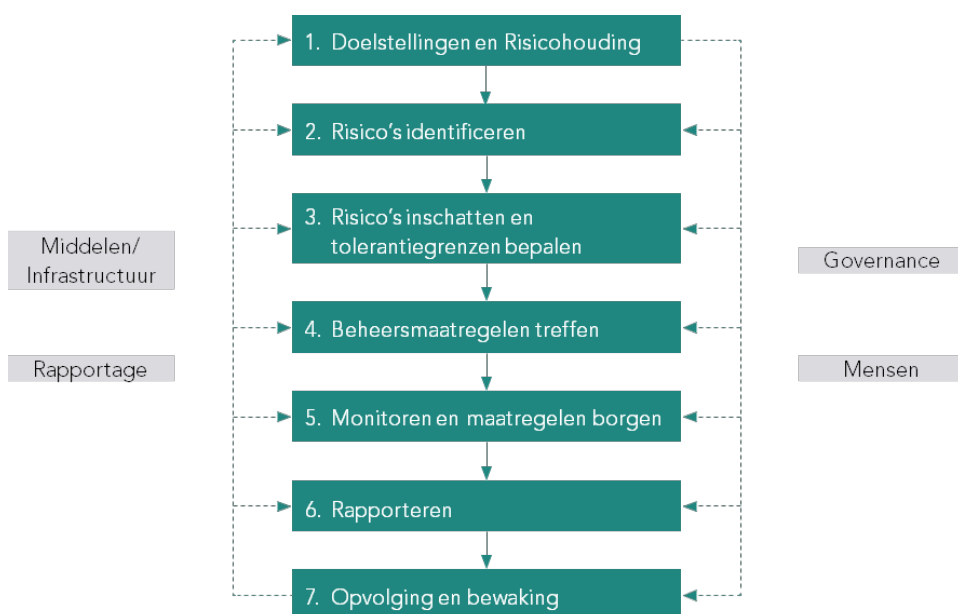 1. Doelstellingen en Risicohouding
2. Risico's identificeren
3. Risico's inschatten en
tolerantiegrenzen bepalen
Middelen/
Infrastructuur
Governance
4. Beheersmaatregelen treffen
Rapportage
Mensen
5. Monitoren en maatregelen borgen
6. Rapporteren
7. Opvolging en bewaking